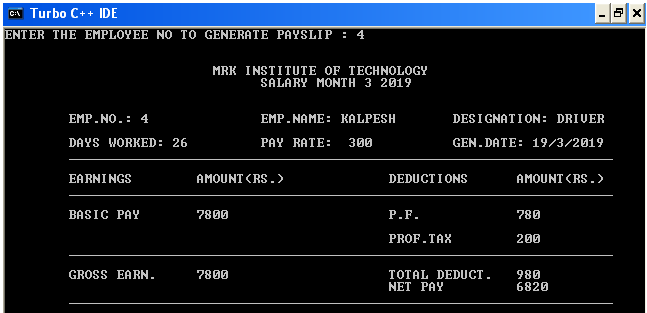 Turbo C++ IDE
ENTER THE EMPLOYEE NO TO GENERATE PAYSLIP : 4
MRK INSTITUTE OF TECHNOLOGY
SALARY MONTH 3 2019
EMP.NO.: 4 EMP.NAME: KALPESH DESIGNATION: DRIVER
DAYS WORKED: 26 PAY RATE: 300 GEN.DATE: 19/3/2019
EARNINGS AMOUNT(RS.) DEDUCTIONS AMOUNT(RS.)
BASIC PAY 7800 P.F. 780
PROF.TAX 200
GROSS EARN. 7800 TOTAL DEDUCT. 980
NET PAY 6820